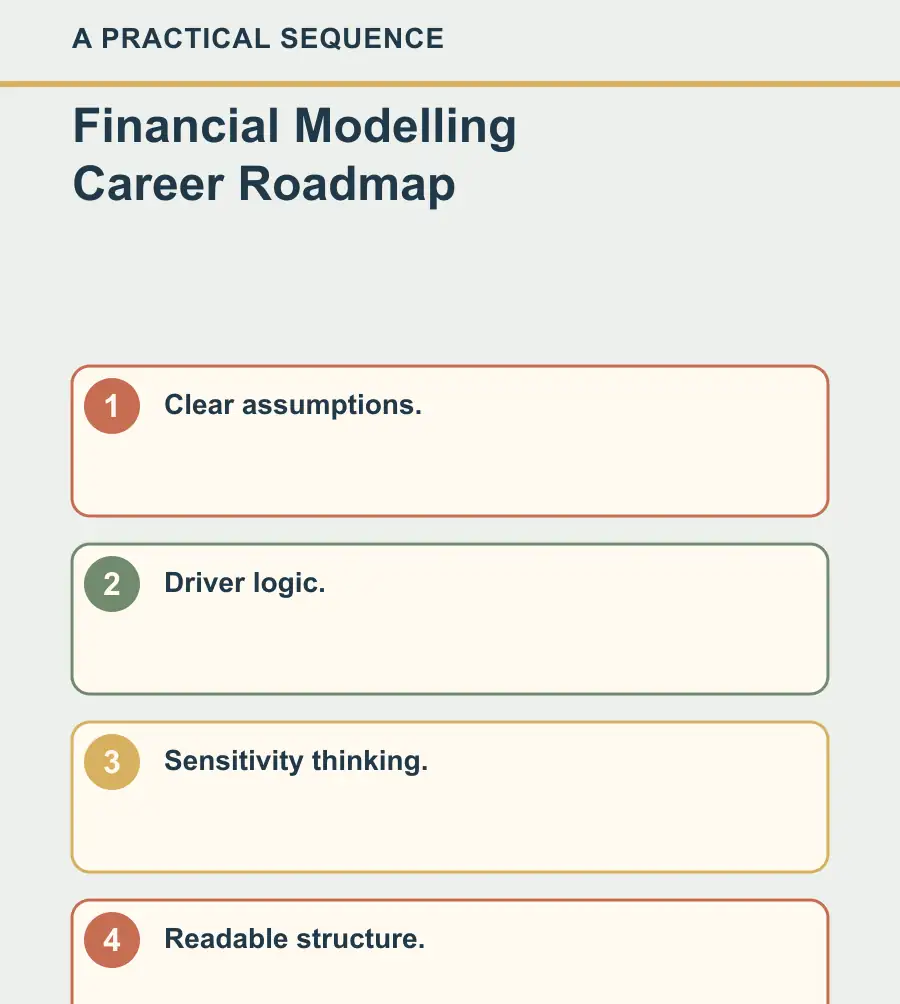 A PRACTICAL SEQUENCE
Financial Modelling
Career Roadmap
1 Clear assumptions.
2 Driver logic.
3 Sensitivity thinking.
4 Readable structure.